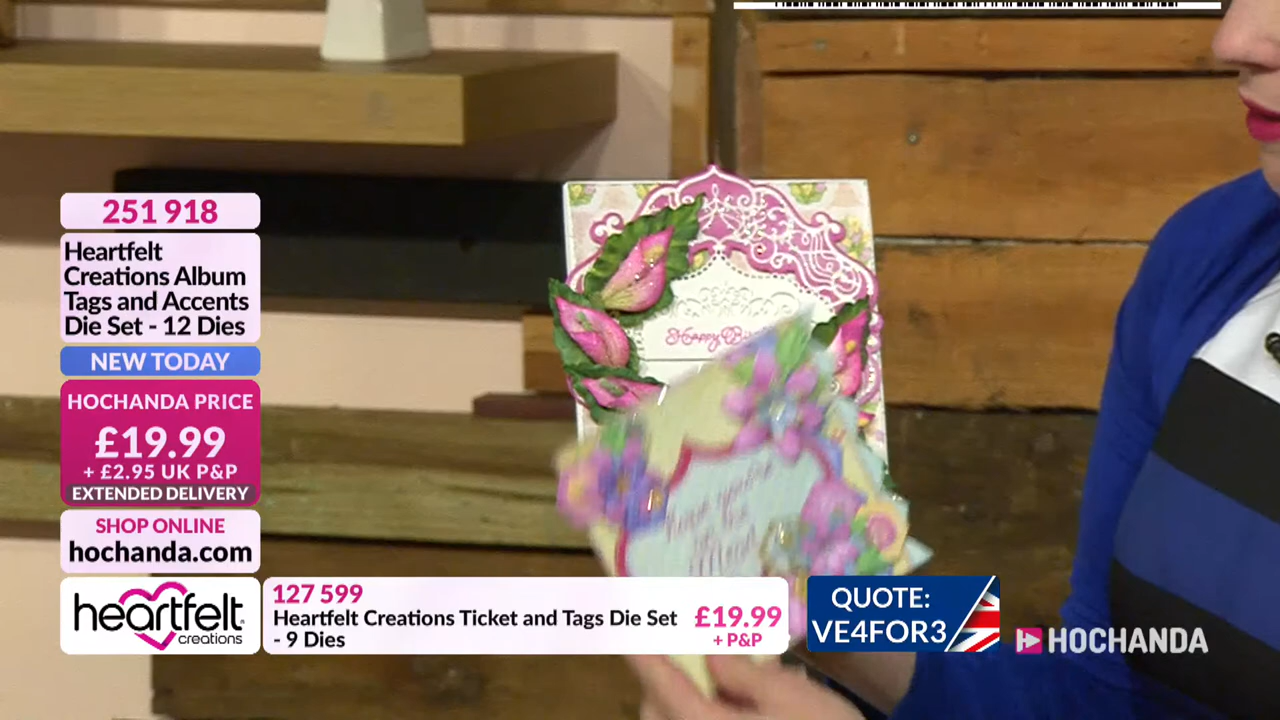 251 918
Heartfelt
Creations Album
Tags and Accents
Die Set - 12 Dies
NEW TODAY
HOCHANDA PRICE
£19.99
+ £2.95 UK P&P
EXTENDED DELIVERY
SHOP ONLINE
hochanda.com
heartfelt
creations
127 599
Heartfelt Creations Ticket and Tags Die Set
- 9 Dies
£19.99
+ P&P
QUOTE:
VE4FOR3
HOCHANDA
Happy